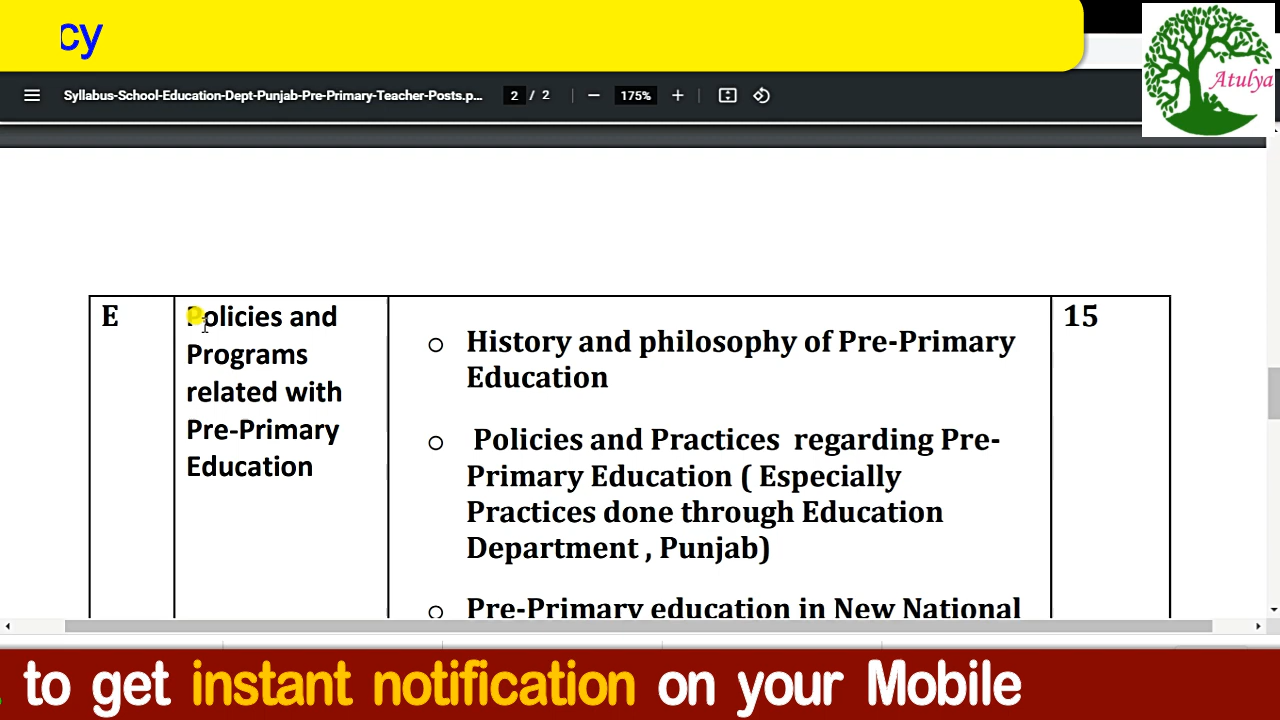 cy
Atulya
Syllabus-School-Education-Dept-Punjab-Pre-Primary-Teacher-Posts.p... 2 / 2 175%
E
Policies and
Programs
related with
Pre-Primary
Education
o History and philosophy of Pre-Primary
Education
o Policies and Practices regarding Pre-
Primary Education ( Especially
Practices done through Education
Department , Punjab)
o Pre-Primary education in New National
15
to get instant notification on your Mobile